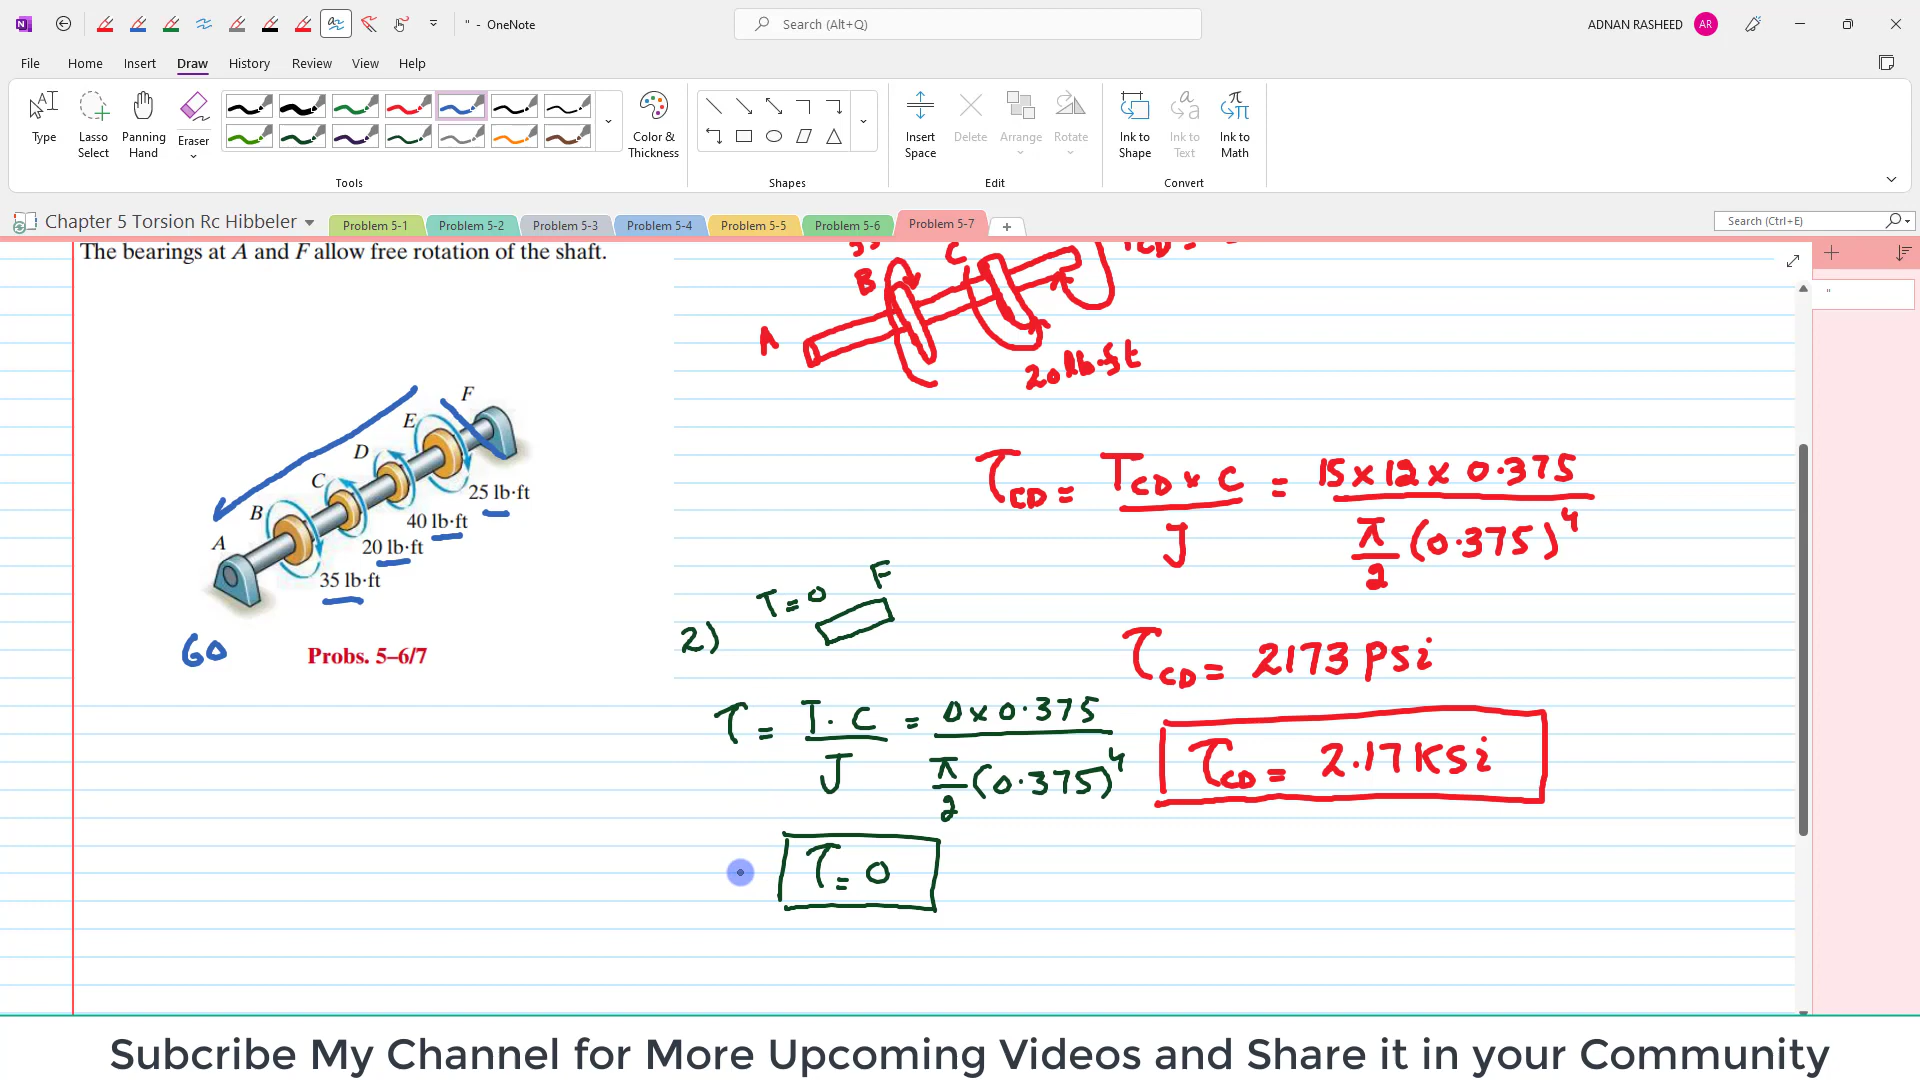 " - OneNote
Search (Alt+Q)
ADNAN RASHEED AR
File Home Insert Draw History Review View Help
Type
Lasso Select
Panning Hand
Eraser
Color & Thickness
Insert Space
Delete
Arrange
Rotate
Ink to Shape
Ink to Text
Ink to Math
Tools Shapes Edit Convert
Chapter 5 Torsion Rc Hibbeler
Problem 5-1 Problem 5-2 Problem 5-3 Problem 5-4 Problem 5-5 Problem 5-6 Problem 5-7
Search (Ctrl+E)
The bearings at A and F allow free rotation of the shaft.
"
B
C
A
20 lb·ft
F
E
D
C
B
A
25 lb·ft
40 lb·ft
20 lb·ft
35 lb·ft
60
Probs. 5–6/7
τCD = TCD × C / J = 15 × 12 × 0.375 / π/2 (0.375)^4
τCD = 2173 Psi
τCD = 2.17 Ksi
2) T = 0 F
τ = T · C / J = 0 × 0.375 / π/2 (0.375)^4
τ = 0
Subcribe My Channel for More Upcoming Videos and Share it in your Community